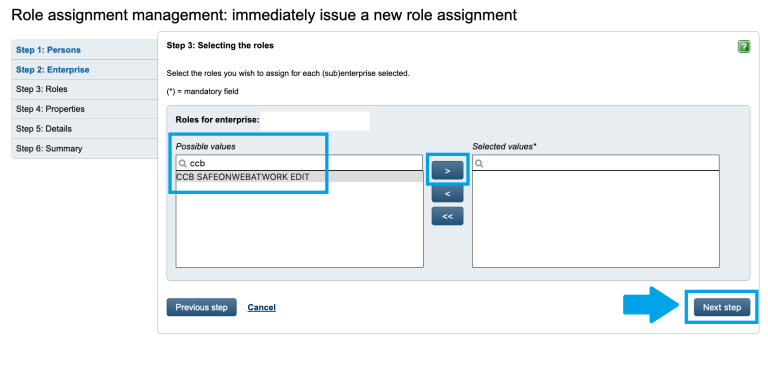 Role assignment management: immediately issue a new role assignment
Step 1: Persons
Step 2: Enterprise
Step 3: Roles
Step 4: Properties
Step 5: Details
Step 6: Summary
Step 3: Selecting the roles
?
Select the roles you wish to assign for each (sub)enterprise selected.
(*) = mandatory field
Roles for enterprise:
Possible values
ccb
CCB SAFEONWEBATWORK EDIT
>
<
<<
Selected values*
Previous step
Cancel
Next step